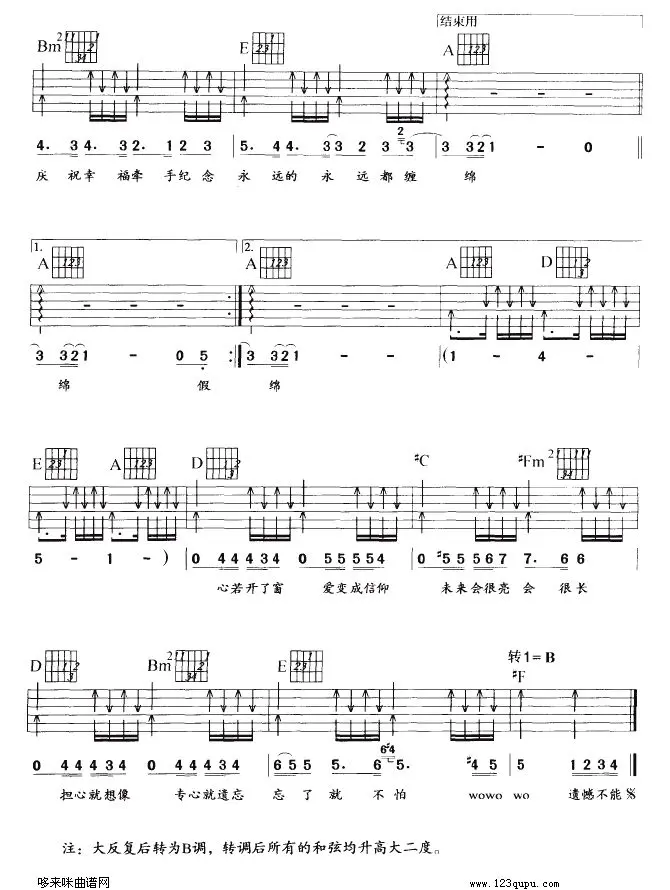 结束用
Bm 2 E A
4. 3 4. 3 2. 1 2 3 5. 4 4. 3 3 2 3 2 3 3 3 2 1 - 0
庆 祝 幸 福 牵 手 纪 念 永 远 的 永 远 都 缠 绵
1. 2.
A A A D
3 3 2 1 - 0 5 3 3 2 1 - - (1 - 4 -
绵 假 绵
E A D #C #Fm 2
5 - 1 -) 0 4 4 4 3 4 0 5 5 5 5 4 0 #5 5 5 6 7 7. 6 6
心若开了窗 爱变成信仰 未来会很亮 会 很长
转1=B
D Bm 2 E #F
0 4 4 4 3 4 0 4 4 4 3 4 6 5 5 5. 6 6 #4 5. #4 5 5 1 2 3 4
担心就想像 专心就遗忘 忘了 就 不 怕 wowo wo 遗憾不能 𝄋
注：大反复后转为B调，转调后所有的和弦均升高大二度。
哆来咪曲谱网
www.123qupu.com